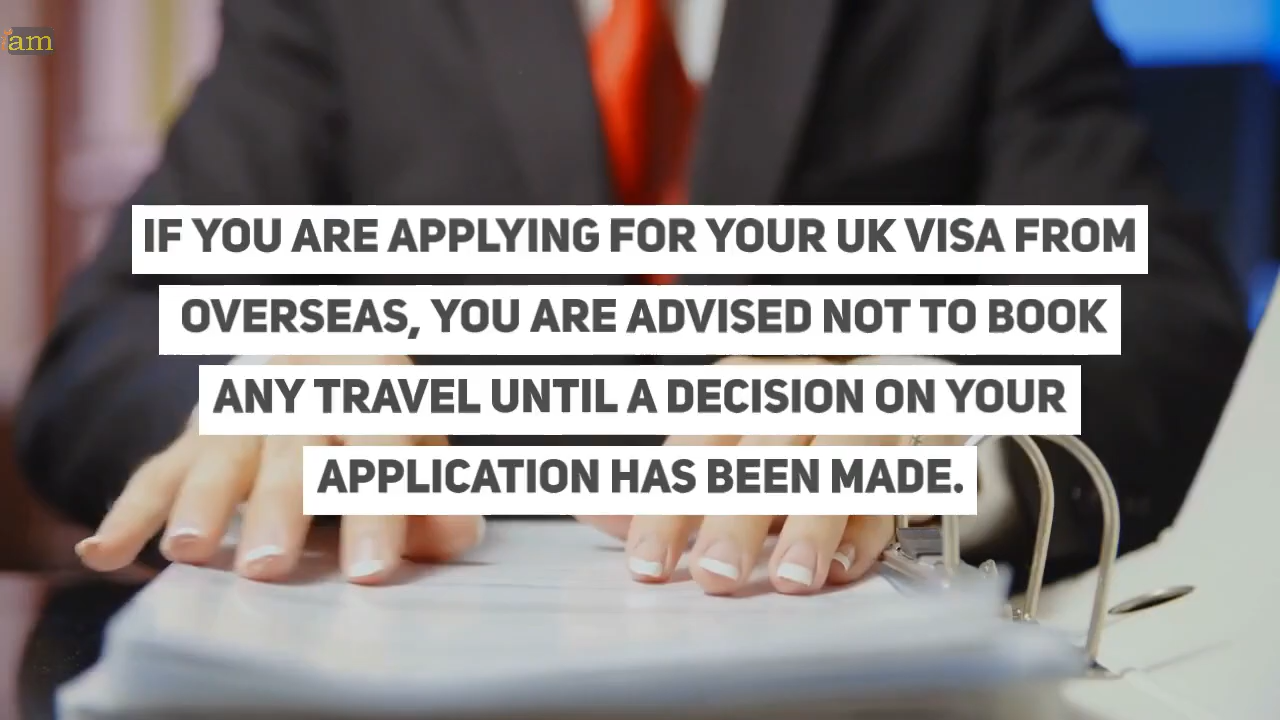 iam
IF YOU ARE APPLYING FOR YOUR UK VISA FROM
OVERSEAS, YOU ARE ADVISED NOT TO BOOK
ANY TRAVEL UNTIL A DECISION ON YOUR
APPLICATION HAS BEEN MADE.